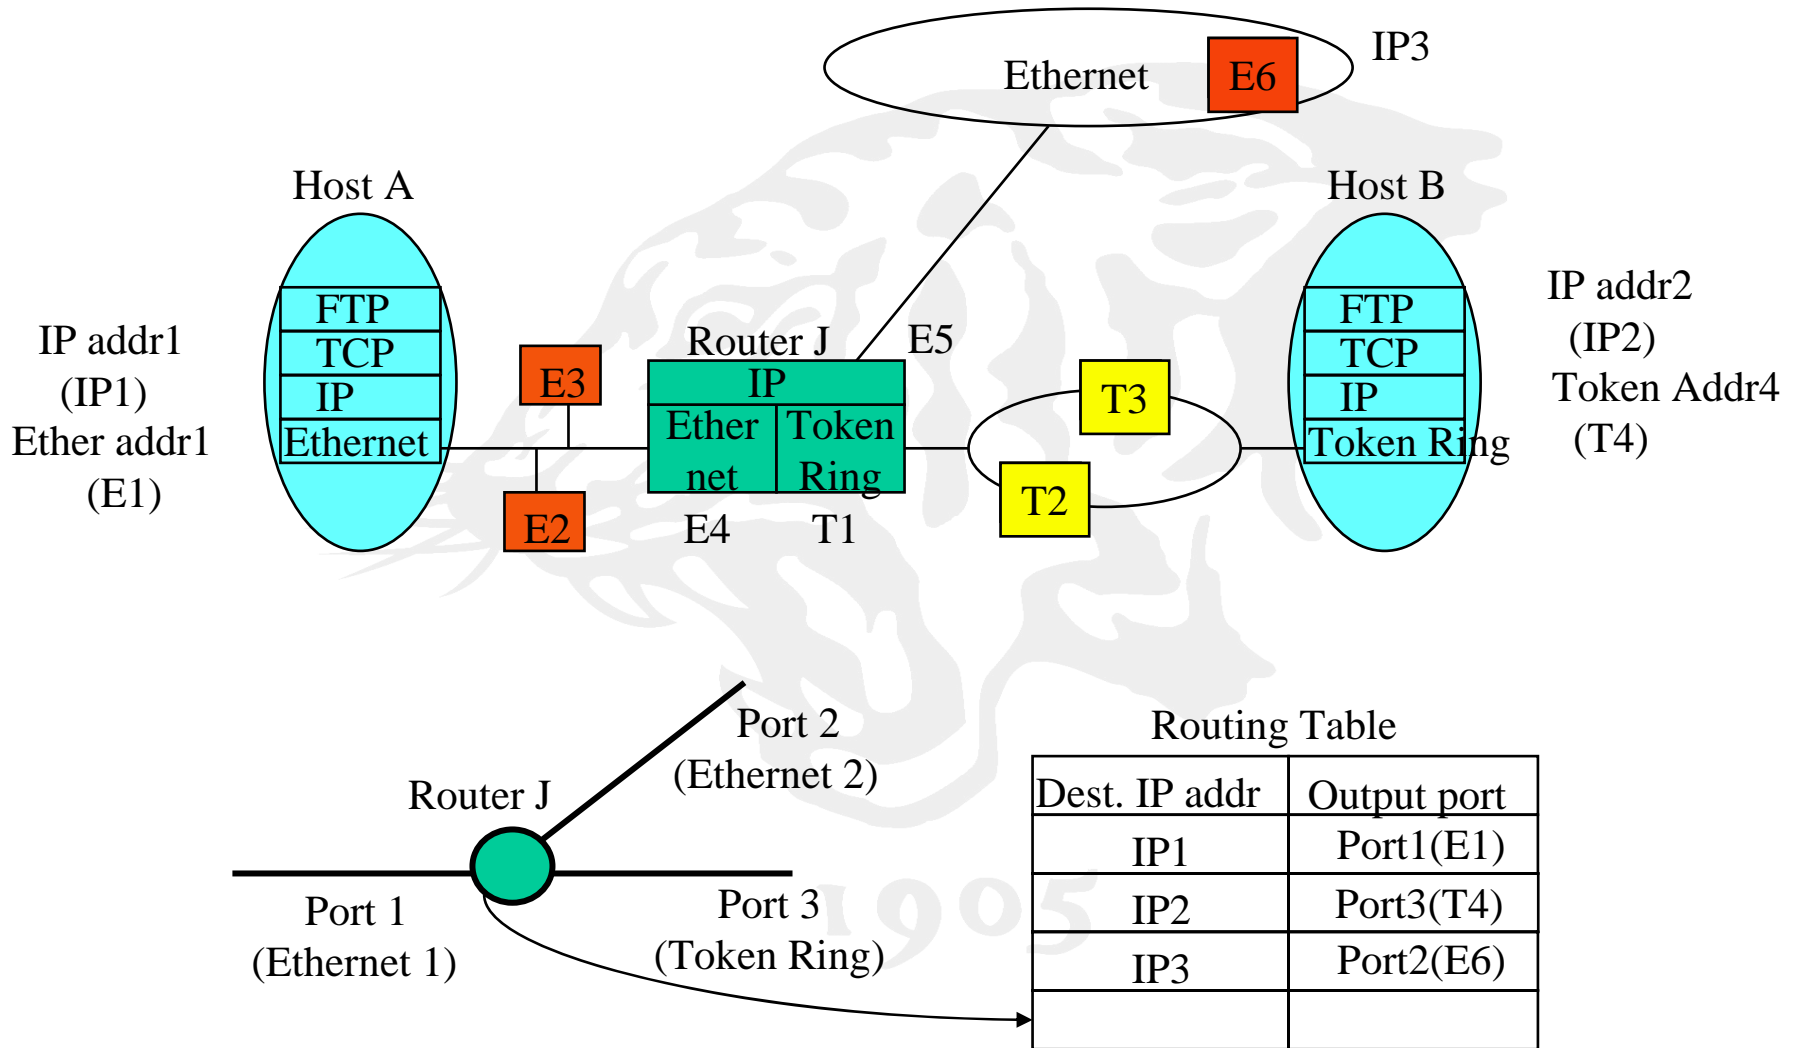 IP3
Ethernet
E6
Host A
Host B
FTP
TCP
IP
Ethernet
IP addr1
(IP1)
Ether addr1
(E1)
E3
E2
Router J
E5
IP
Ether
net
Token
Ring
E4
T1
T3
T2
FTP
TCP
IP
Token Ring
IP addr2
(IP2)
Token Addr4
(T4)
Port 2
(Ethernet 2)
Router J
Port 1
(Ethernet 1)
Port 3
(Token Ring)
Routing Table
Dest. IP addr Output port
IP1 Port1(E1)
IP2 Port3(T4)
IP3 Port2(E6)
1905